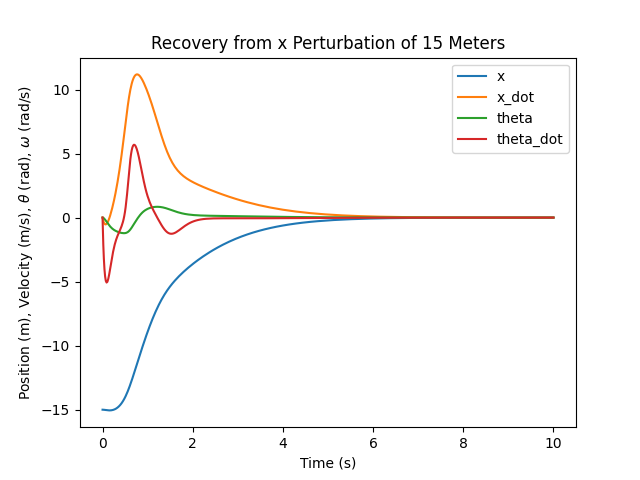 Recovery from x Perturbation of 15 Meters
x
x_dot
theta
theta_dot
Position (m), Velocity (m/s), θ (rad), ω (rad/s)
10
5
0
−5
−10
−15
0
2
4
6
8
10
Time (s)